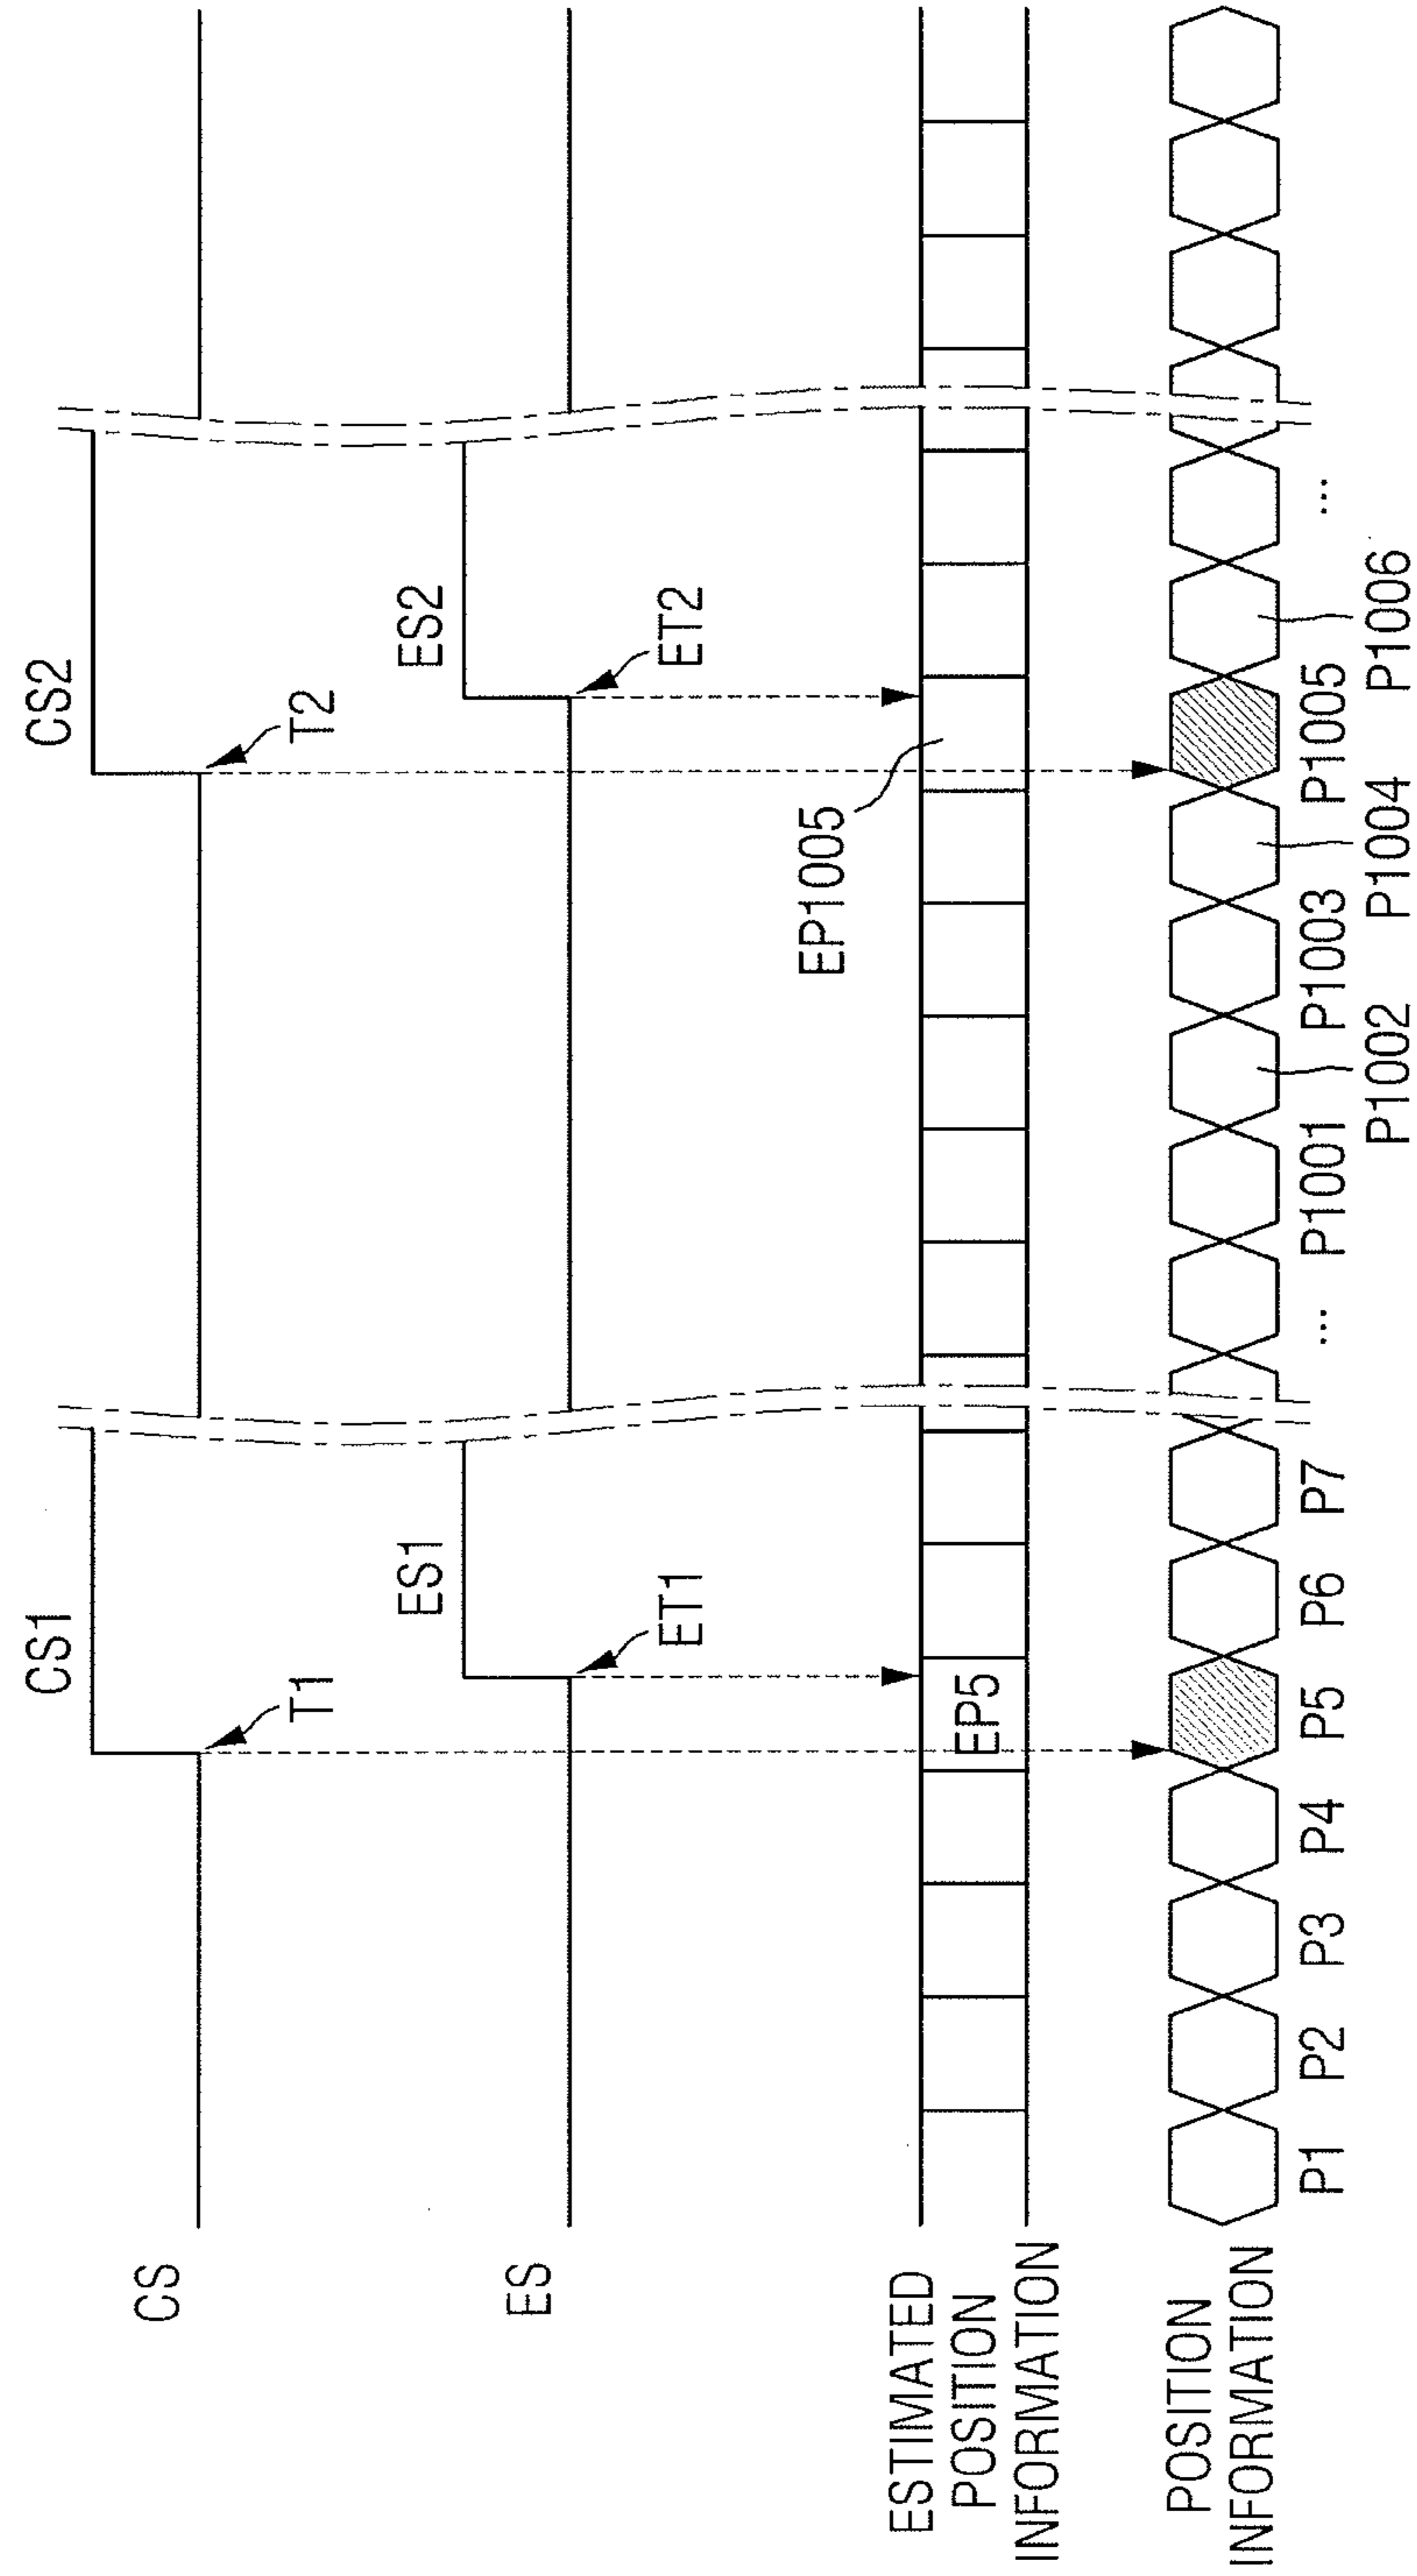 CS
CS1
CS2
T1
T2
ES
ES1
ES2
ET1
ET2
ESTIMATED
POSITION
INFORMATION
EP5
EP1005
POSITION
INFORMATION
P1 P2 P3 P4 P5 P6 P7 ... P1001 P1003 P1005 ...
P1002 P1004 P1006